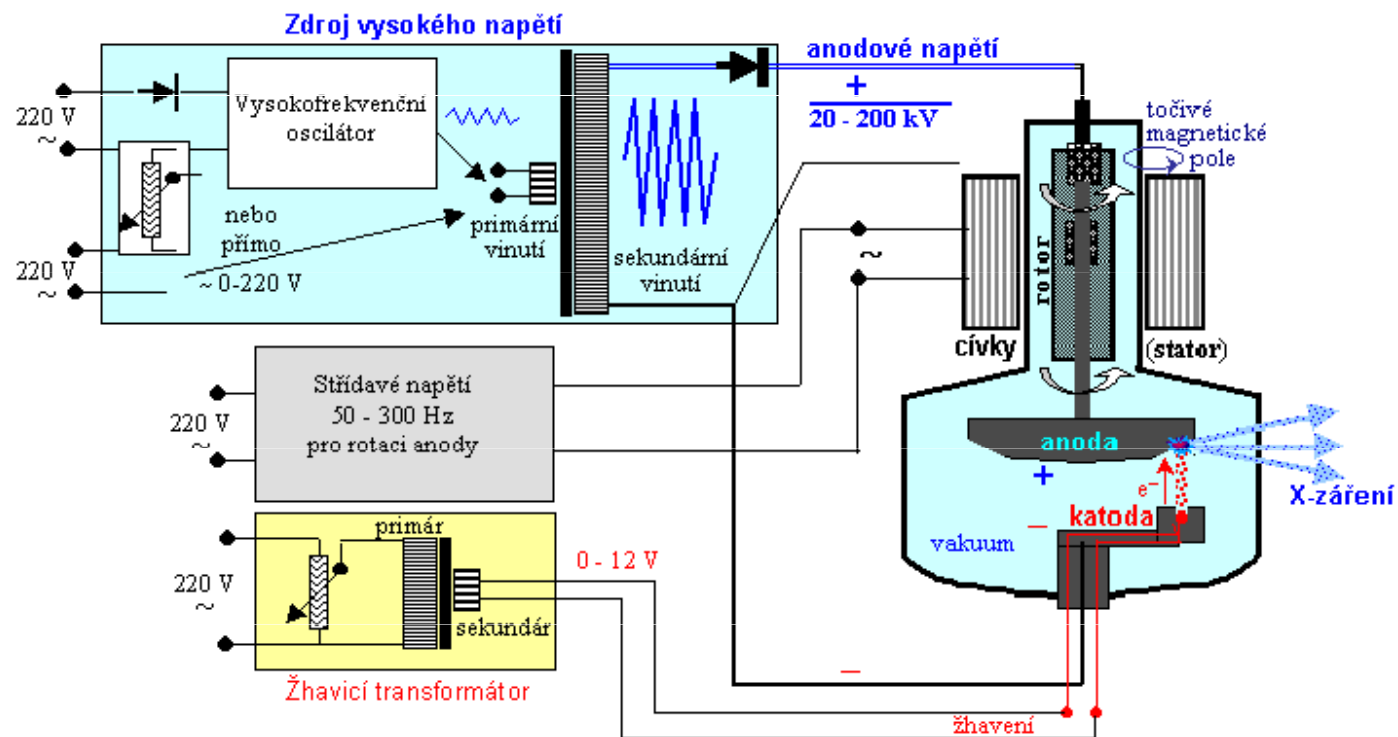 Zdroj vysokého napětí
220 V
~
Vysokofrekvenční
oscilátor
nebo
přímo
~ 0-220 V
220 V
~
primární
vinutí
sekundární
vinutí
anodové napětí
+
20 - 200 kV
točivé
magnetické
pole
rotor
cívky
(stator)
~
Střídavé napětí
50 - 300 Hz
pro rotaci anody
220 V
~
anoda
+
e⁻
X-záření
–
katoda
vakuum
primár
220 V
~
sekundár
0 - 12 V
Žhavicí transformátor
–
žhavení